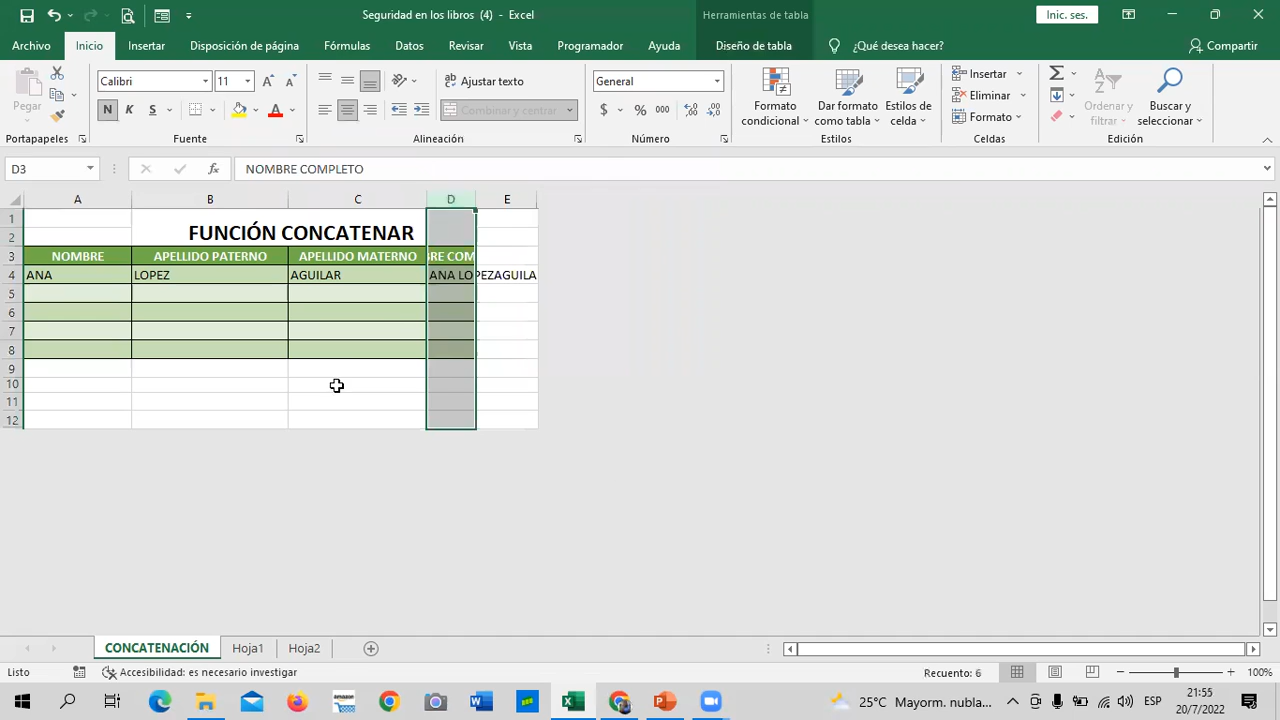 Segruridad en los libros (4) - Excel
Herramientas de tabla
Inic. ses.
Archivo Inicio Insertar Disposición de página Fórmulas Datos Revisar Vista Programador Ayuda Diseño de tabla ¿Qué desea hacer? Compartir
Pegar
Calibri 11
N K S
Ajustar texto
Combinar y centrar
General
$ % 000
Formato condicional
Dar formato como tabla
Estilos de celda
Insertar
Eliminar
Formato
Ordenar y filtrar
Buscar y seleccionar
Portapapeles Fuente Alineación Número Estilos Celdas Edición
D3 fx NOMBRE COMPLETO
A B C D E
1
2 FUNCIÓN CONCATENAR
3 NOMBRE APELLIDO PATERNO APELLIDO MATERNO BRE COM
4 ANA LOPEZ AGUILAR ANA LOPEZAGUILA
5
6
7
8
9
10
11
12
CONCATENACIÓN Hoja1 Hoja2
Listo Accesibilidad: es necesario investigar Recuento: 6 100%
25°C Mayorm. nubla... ESP 21:55
20/7/2022